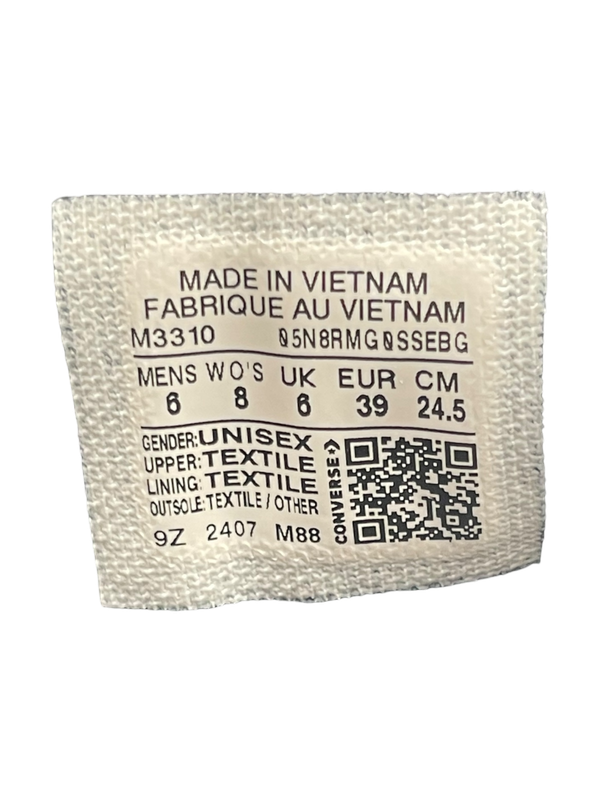 MADE IN VIETNAM
FABRIQUE AU VIETNAM
M3310 05N8RMG0SSEBG
MENS WO'S UK EUR CM
6 8 6 39 24.5
GENDER:UNISEX
UPPER:TEXTILE
LINING:TEXTILE
OUTSOLE:TEXTILE / OTHER
9Z 2407 M88
CONVERSE